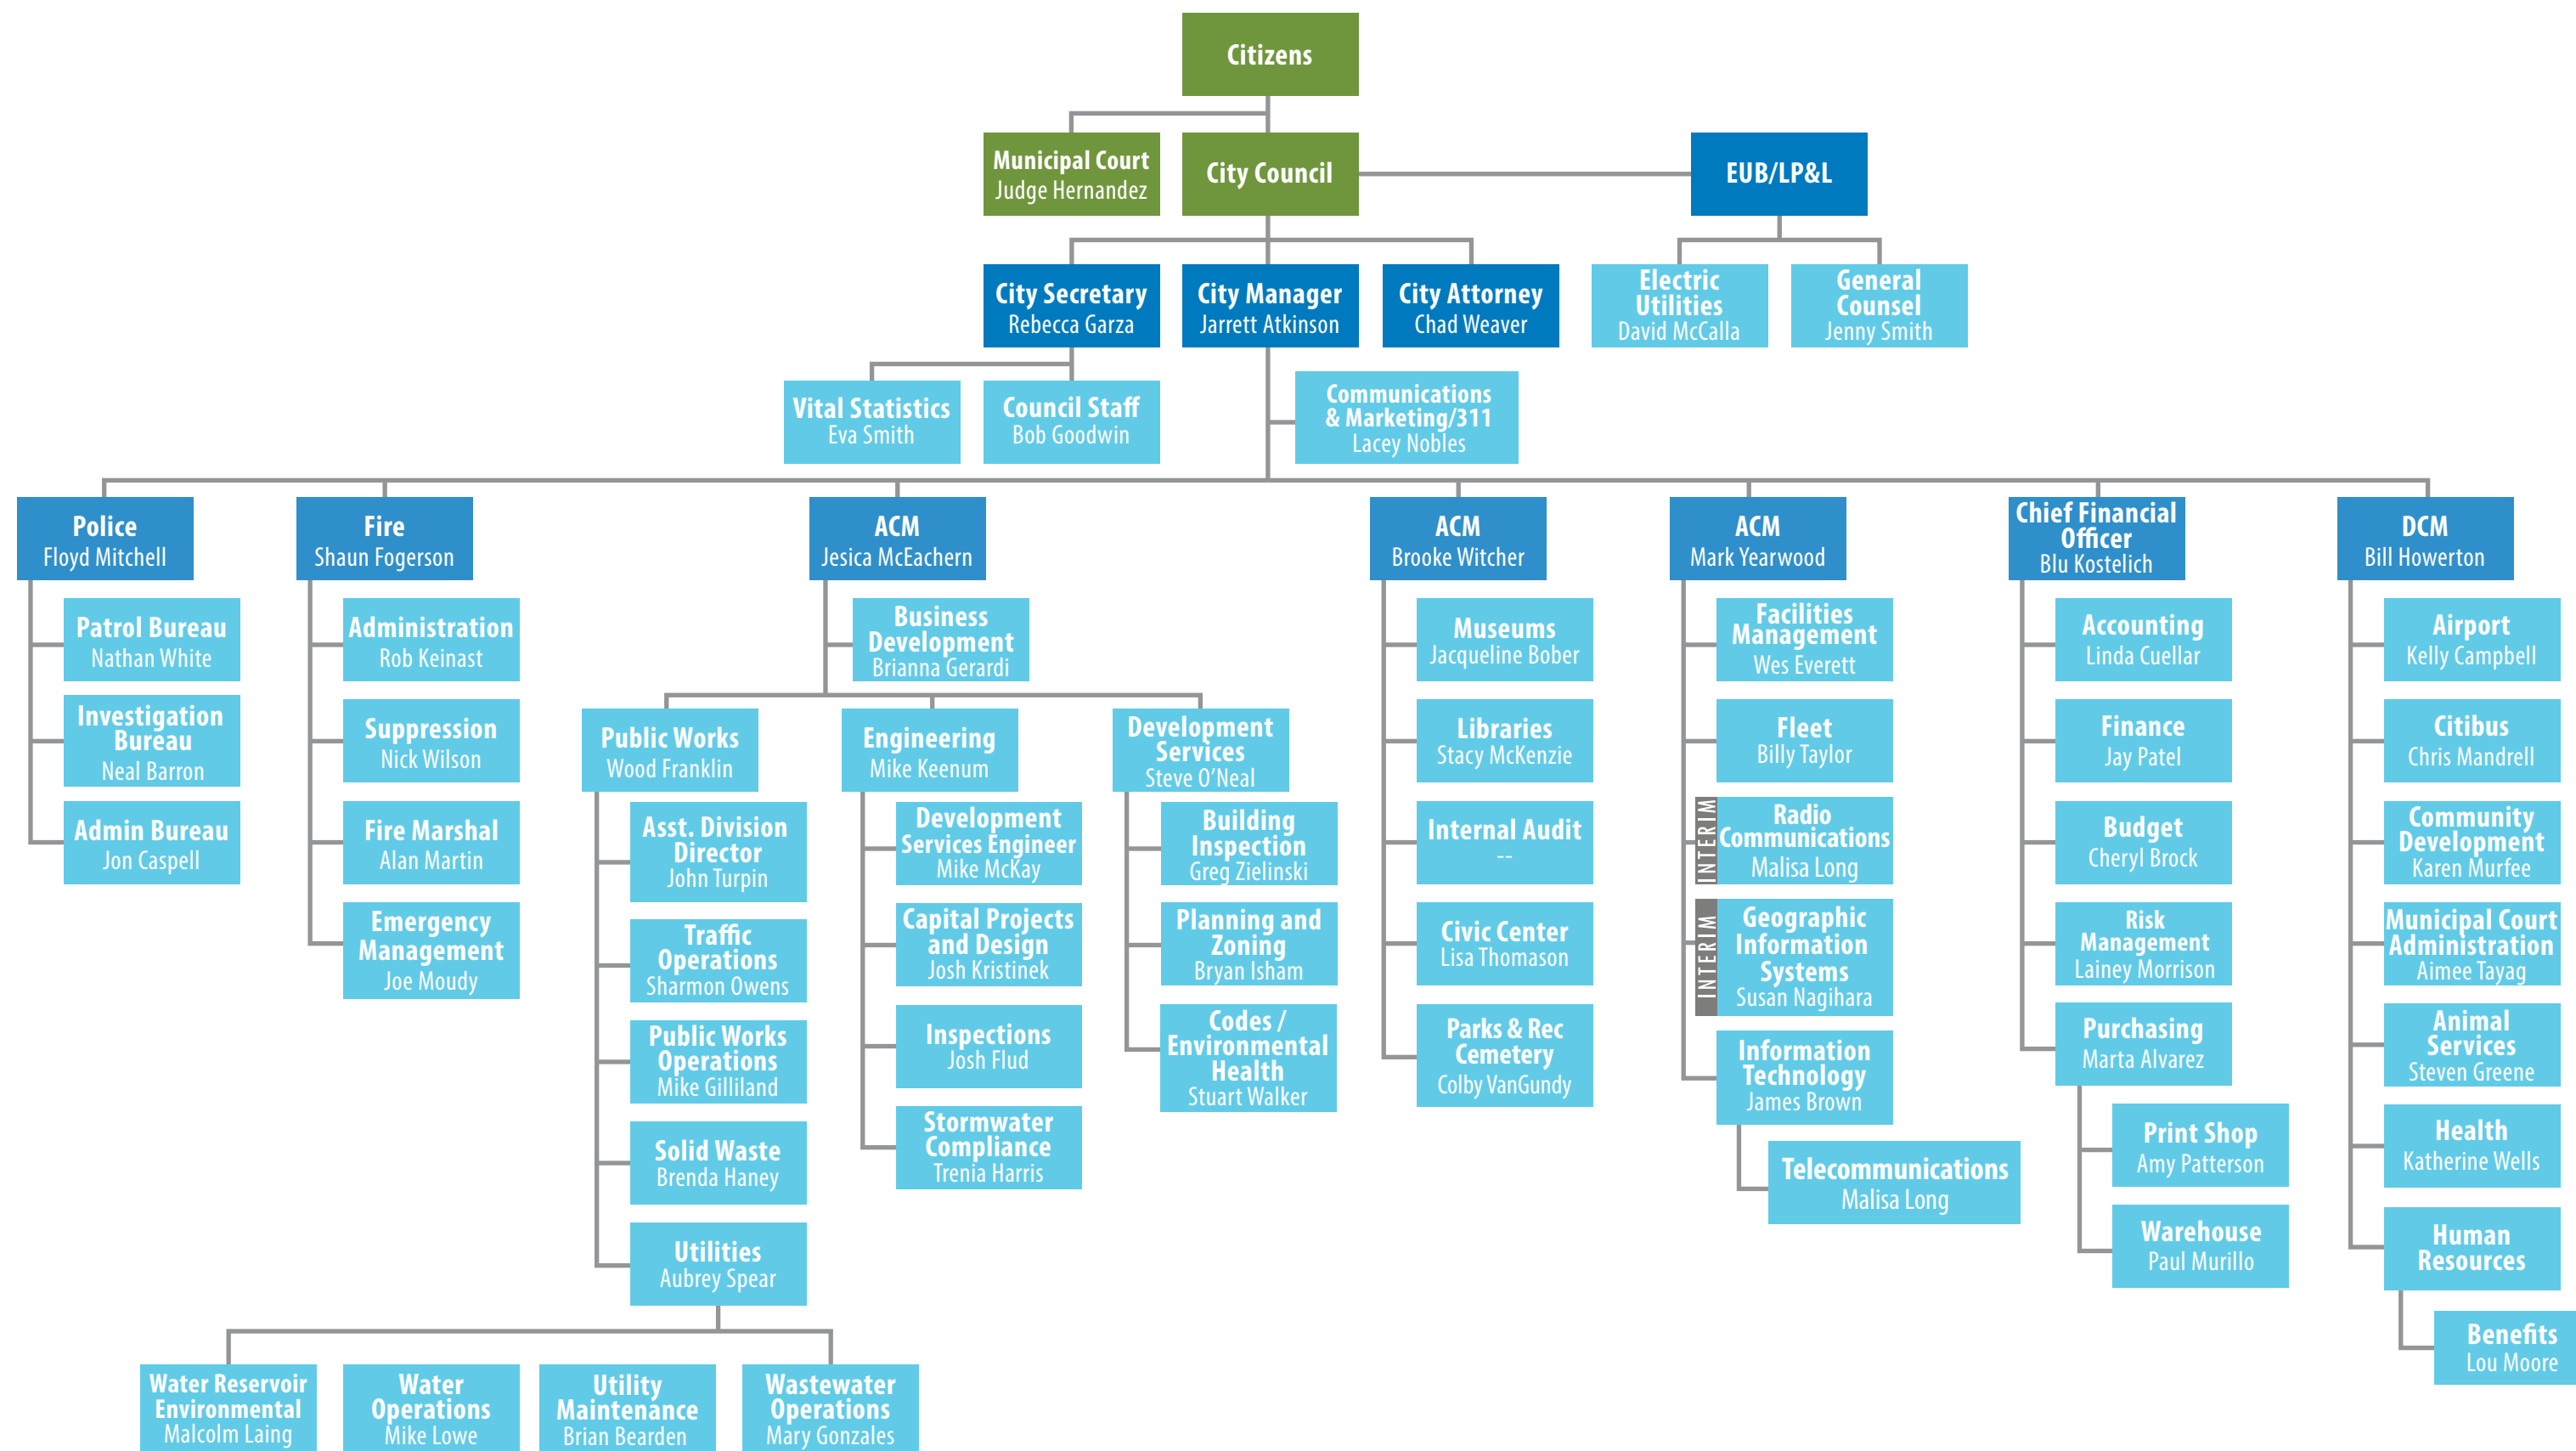 Citizens
Municipal Court
Judge Hernandez
City Council
EUB/LP&L
City Secretary
Rebecca Garza
City Manager
Jarrett Atkinson
City Attorney
Chad Weaver
Electric
Utilities
David McCalla
General
Counsel
Jenny Smith
Vital Statistics
Eva Smith
Council Staff
Bob Goodwin
Communications
& Marketing/311
Lacey Nobles
Police
Floyd Mitchell
Patrol Bureau
Nathan White
Investigation
Bureau
Neal Barron
Admin Bureau
Jon Caspell
Fire
Shaun Fogerson
Administration
Rob Keinast
Suppression
Nick Wilson
Fire Marshal
Alan Martin
Emergency
Management
Joe Moudy
ACM
Jesica McEachern
Business
Development
Brianna Gerardi
Public Works
Wood Franklin
Asst. Division
Director
John Turpin
Traffic
Operations
Sharmon Owens
Public Works
Operations
Mike Gilliland
Solid Waste
Brenda Haney
Utilities
Aubrey Spear
Water Reservoir
Environmental
Malcolm Laing
Water
Operations
Mike Lowe
Utility
Maintenance
Brian Bearden
Wastewater
Operations
Mary Gonzales
Engineering
Mike Keenum
Development
Services Engineer
Mike McKay
Capital Projects
and Design
Josh Kristinek
Inspections
Josh Flud
Stormwater
Compliance
Trenia Harris
Development
Services
Steve O'Neal
Building
Inspection
Greg Zielinski
Planning and
Zoning
Bryan Isham
Codes /
Environmental
Health
Stuart Walker
ACM
Brooke Witcher
Museums
Jacqueline Bober
Libraries
Stacy McKenzie
Internal Audit
--
Civic Center
Lisa Thomason
Parks & Rec
Cemetery
Colby VanGundy
ACM
Mark Yearwood
Facilities
Management
Wes Everett
Fleet
Billy Taylor
INTERIM
Radio
Communications
Malisa Long
INTERIM
Geographic
Information
Systems
Susan Nagihara
Information
Technology
James Brown
Telecommunications
Malisa Long
Chief Financial
Officer
Blu Kostelich
Accounting
Linda Cuellar
Finance
Jay Patel
Budget
Cheryl Brock
Risk
Management
Lainey Morrison
Purchasing
Marta Alvarez
Print Shop
Amy Patterson
Warehouse
Paul Murillo
DCM
Bill Howerton
Airport
Kelly Campbell
Citibus
Chris Mandrell
Community
Development
Karen Murfee
Municipal Court
Administration
Aimee Tayag
Animal
Services
Steven Greene
Health
Katherine Wells
Human
Resources
Benefits
Lou Moore